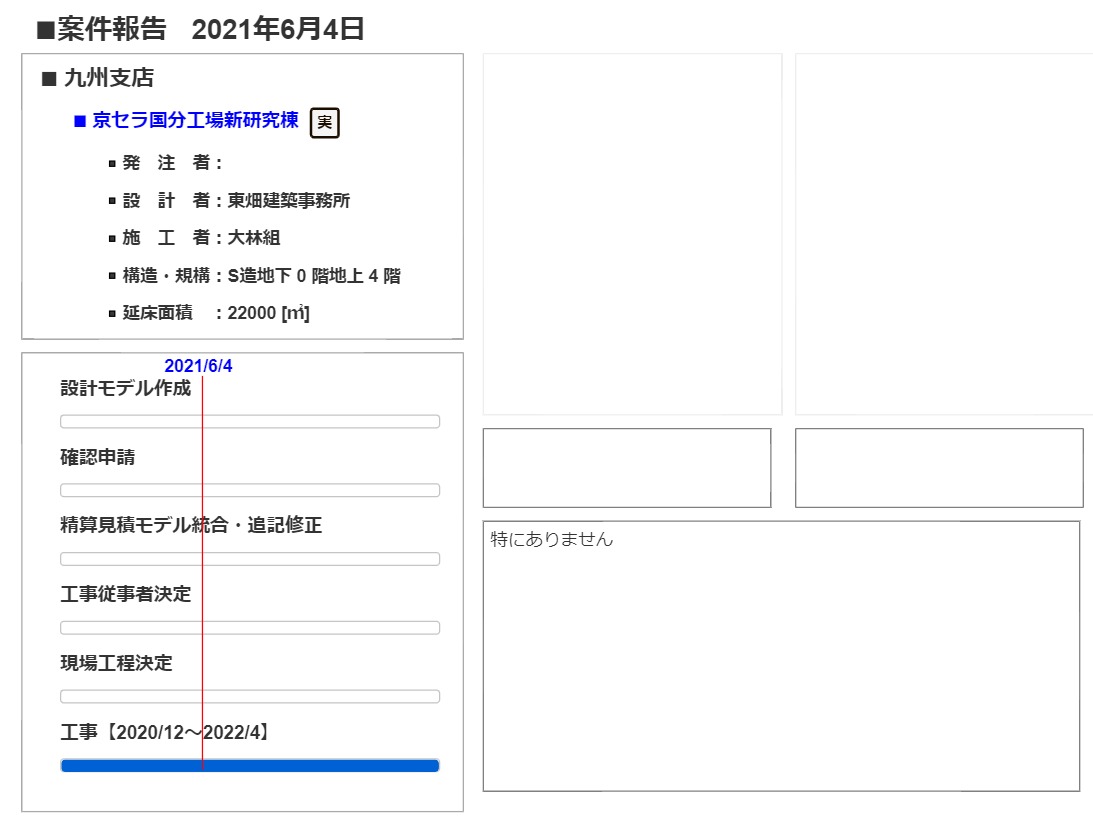 ■案件報告 2021年6月4日
■ 九州支店
■ 京セラ国分工場新研究棟 実
▪ 発 注 者：
▪ 設 計 者：東畑建築事務所
▪ 施 工 者：大林組
▪ 構造・規構：S造地下 0 階地上 4 階
▪ 延床面積 ：22000 [㎡]
2021/6/4
設計モデル作成
確認申請
精算見積モデル統合・追記修正
工事従事者決定
現場工程決定
工事【2020/12～2022/4】
特にありません